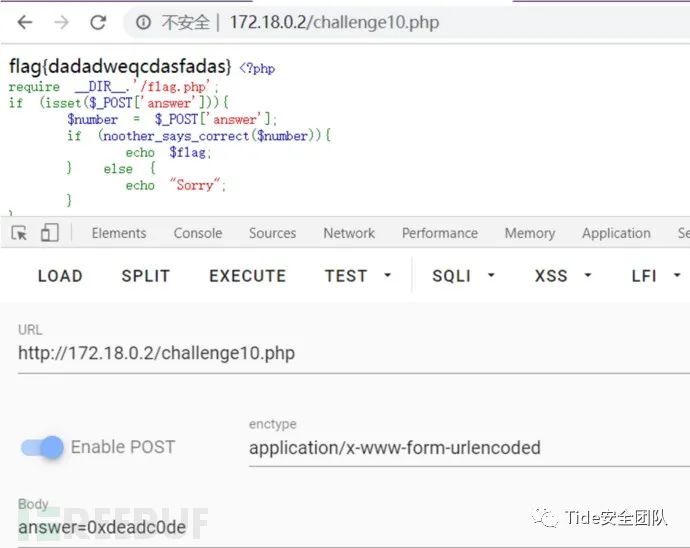 不安全 | 172.18.0.2/challenge10.php
flag{dadadweqcdasfadas} <?php
require __DIR__.'/flag.php';
if (isset($_POST['answer'])){
$number = $_POST['answer'];
if (noother_says_correct($number)){
echo $flag;
} else {
echo "Sorry";
}
}
Elements Console Sources Network Performance Memory Application Se
LOAD SPLIT EXECUTE TEST SQLI XSS LFI
URL
http://172.18.0.2/challenge10.php
Enable POST
enctype
application/x-www-form-urlencoded
Body
answer=0xdeadc0de
REEBUF
Tide安全团队